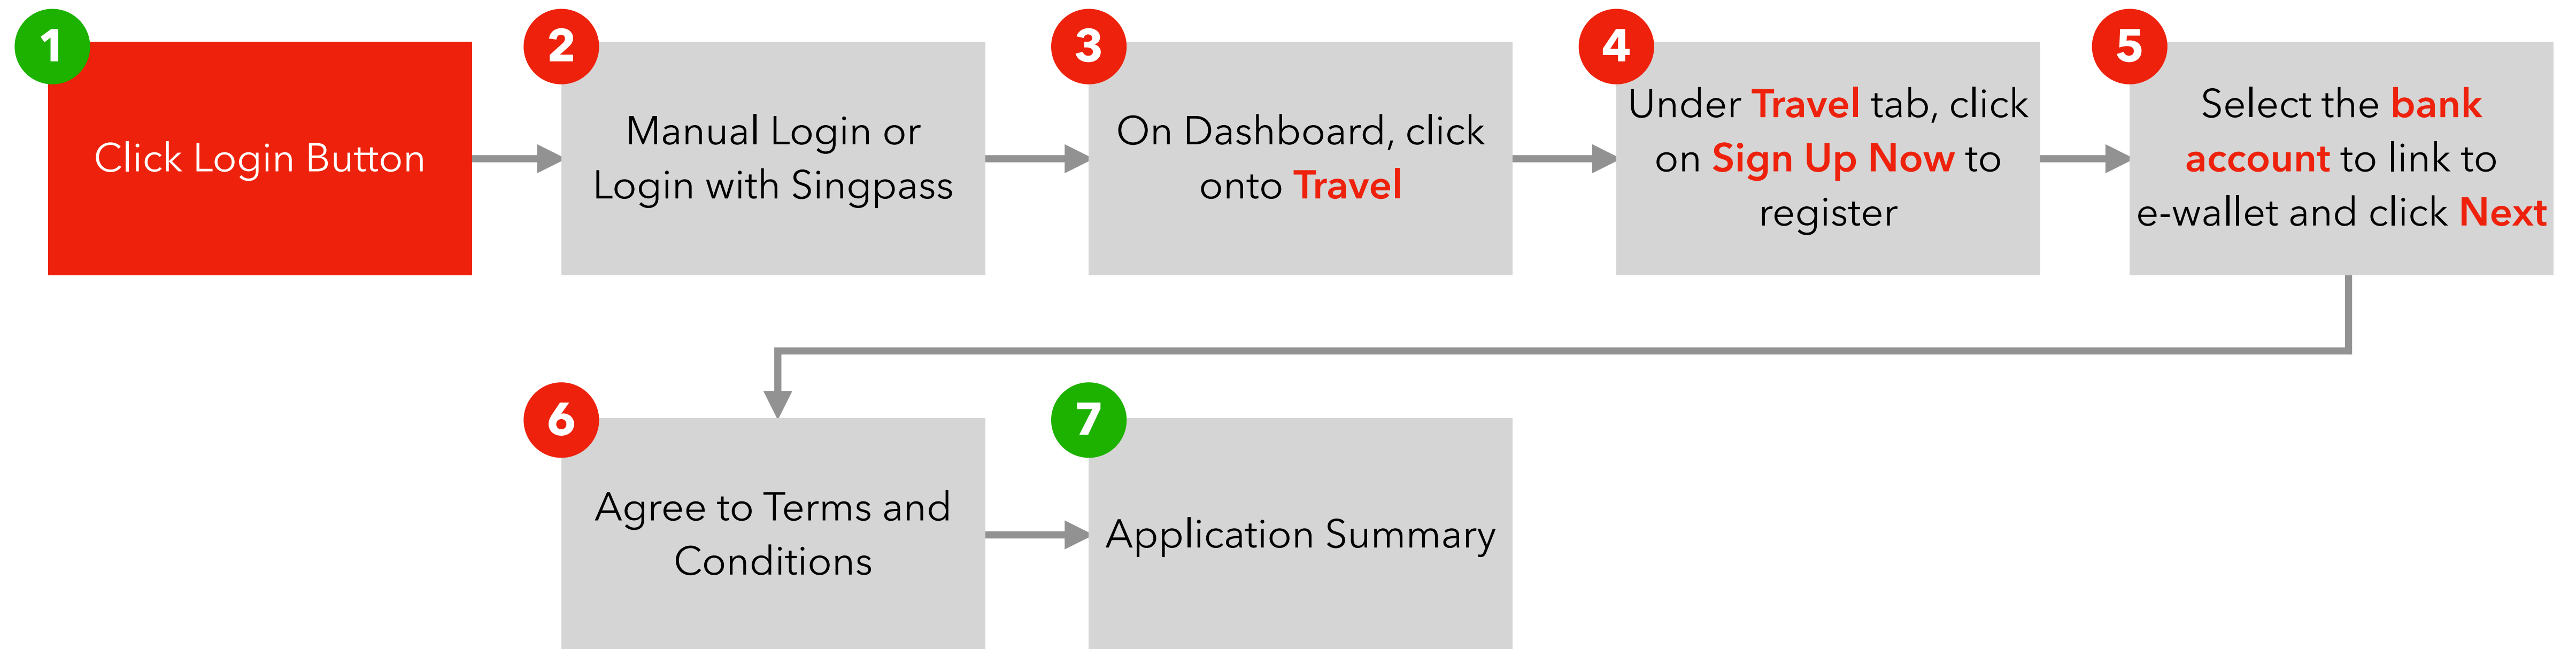 1
Click Login Button
2
Manual Login or
Login with Singpass
3
On Dashboard, click
onto Travel
4
Under Travel tab, click
on Sign Up Now to
register
5
Select the bank
account to link to
e-wallet and click Next
6
Agree to Terms and
Conditions
7
Application Summary